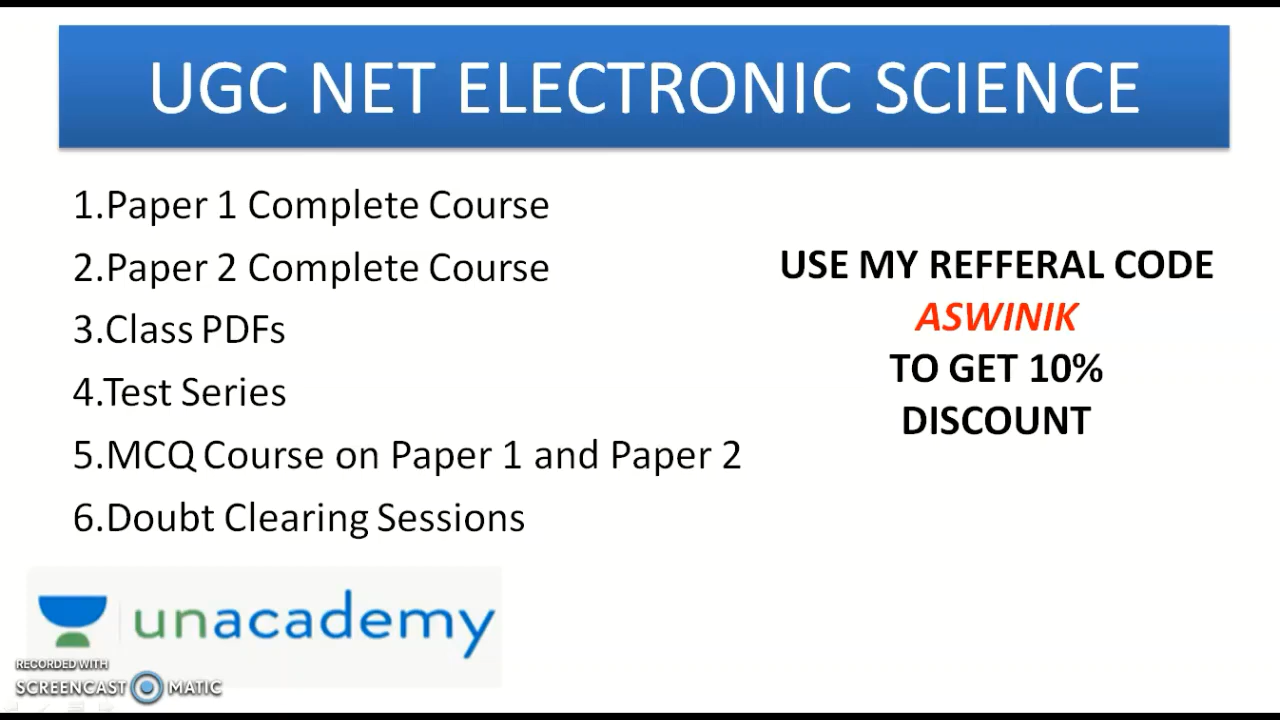 UGC NET ELECTRONIC SCIENCE
1.Paper 1 Complete Course
2.Paper 2 Complete Course
3.Class PDFs
4.Test Series
5.MCQ Course on Paper 1 and Paper 2
6.Doubt Clearing Sessions
USE MY REFFERAL CODE
ASWINIK
TO GET 10%
DISCOUNT
unacademy
RECORDED WITH
SCREENCAST MATIC